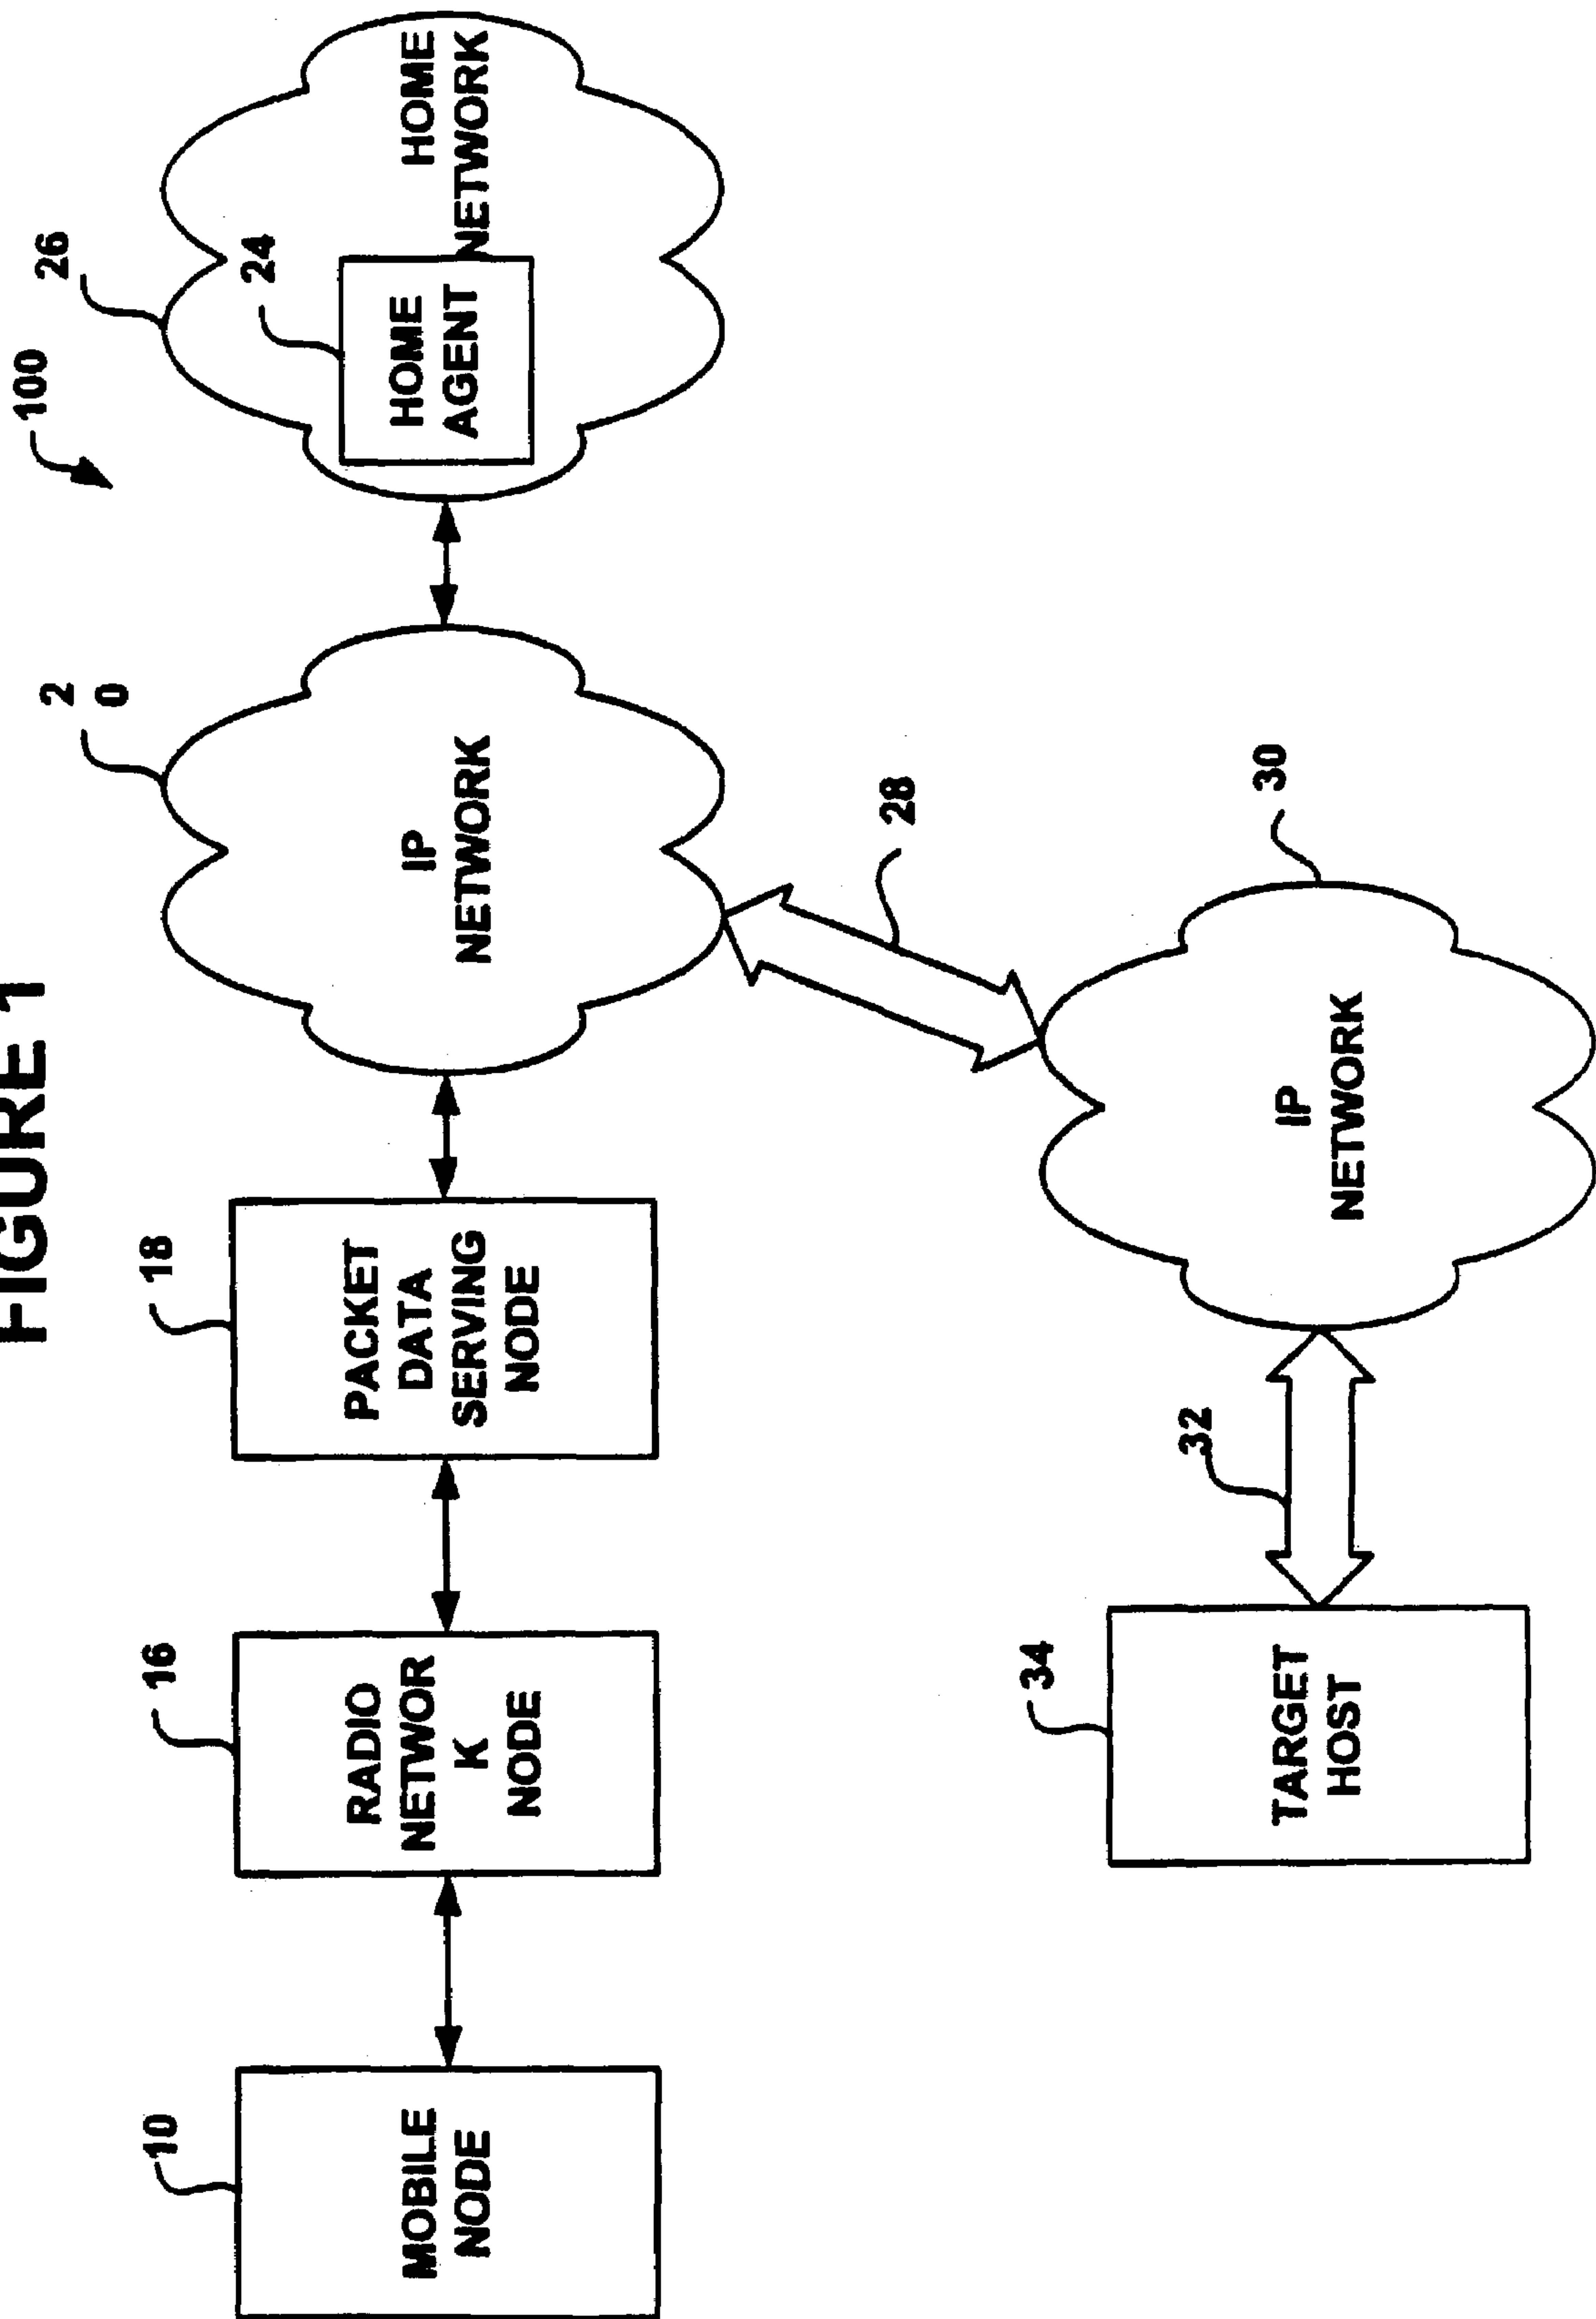 FIGURE 1
100
10
MOBILE
NODE
16
RADIO
NETWOR
K
NODE
18
PACKET
DATA
SERVING
NODE
2
0
IP
NETWORK
26
24
HOME
AGENT
HOME
NETWORK
28
30
IP
NETWORK
32
34
TARGET
HOST